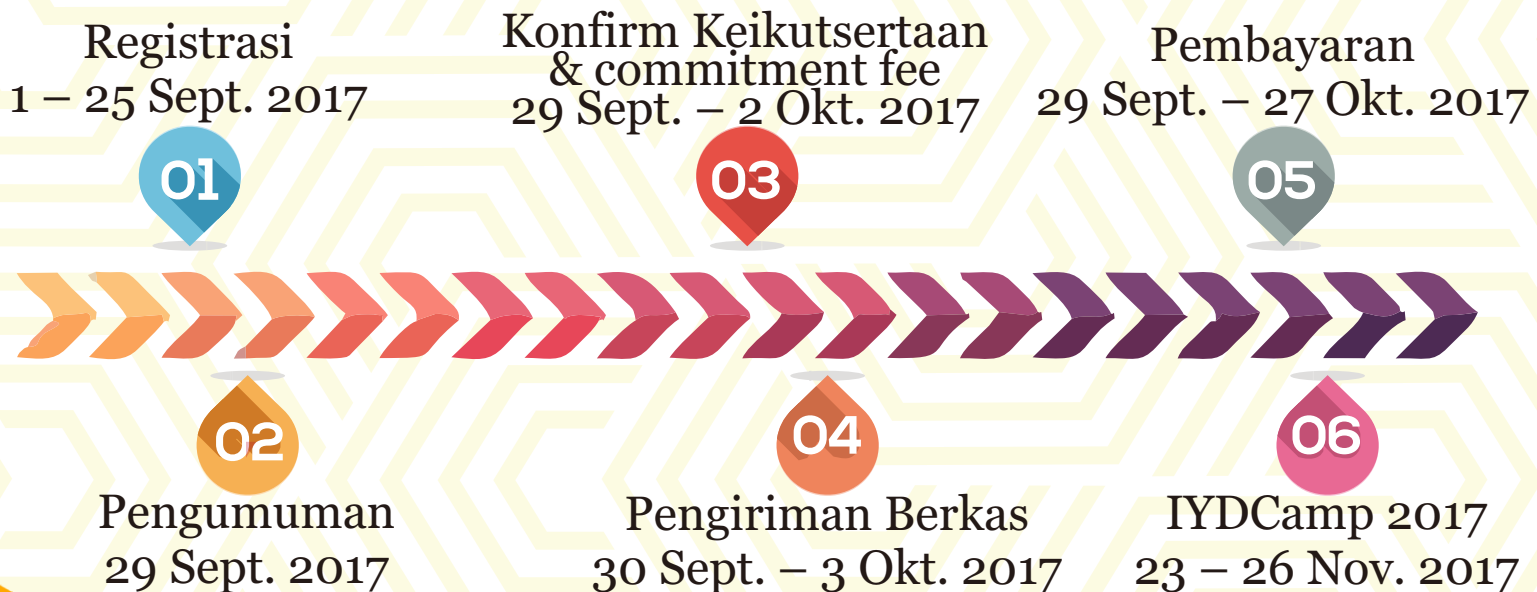 Registrasi
1 – 25 Sept. 2017
01
Pengumuman
29 Sept. 2017
02
Konfirm Keikutsertaan
& commitment fee
29 Sept. – 2 Okt. 2017
03
Pengiriman Berkas
30 Sept. – 3 Okt. 2017
04
Pembayaran
29 Sept. – 27 Okt. 2017
05
IYDCamp 2017
23 – 26 Nov. 2017
06